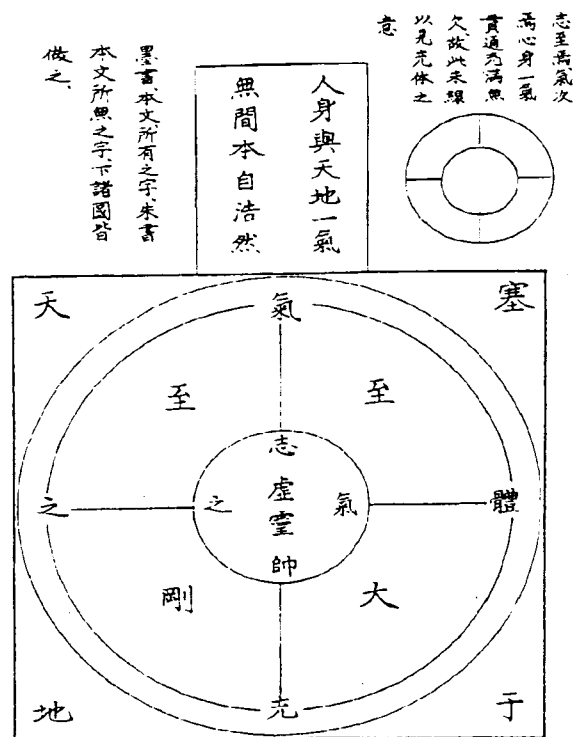 志至焉氣次
焉心身一氣
貫通充滿無
欠故此朱線
以見充体之
意
人身與天地一氣
無間本自浩然
墨書、本文所有之字、朱書
本文所無之字、下諸圖皆
倣之、
塞
于
地
天
氣
體
充
之
至
大
至
剛
志
氣
之
帥
虛靈